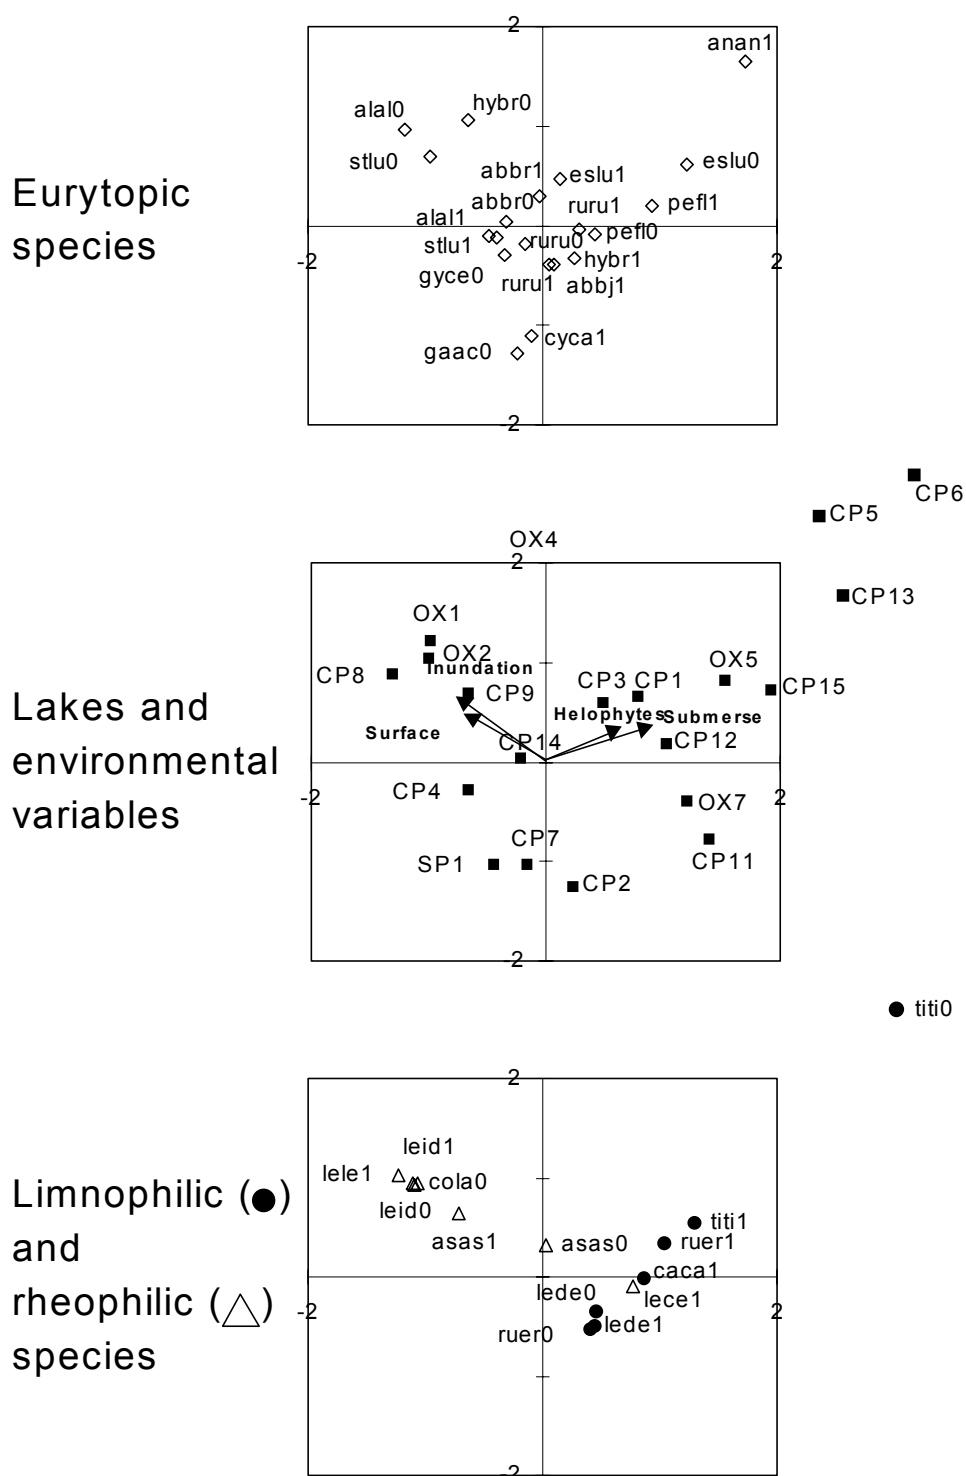 2
anan1
hybr0
alal0
stlu0
abbr1
eslu1
eslu0
Eurytopic
species
abbr0
ruru1
pefl1
alal1
stlu1
ruru0
pefl0
-2
2
gyce0
hybr1
ruru1
abbj1
gaac0
cyca1
-2
CP6
CP5
OX4
2
CP13
OX1
OX2
Inundation
CP8
CP9
CP3
CP1
OX5
CP15
Lakes and
environmental
variables
Surface
Helophytes
Submerse
CP14
CP12
CP4
-2
2
OX7
SP1
CP7
CP2
CP11
-2
titi0
2
leid1
lele1
cola0
leid0
asas1
asas0
titi1
ruer1
Limnophilic (●)
and
rheophilic (△)
species
caca1
lede0
lece1
-2
2
ruer0
lede1
-2